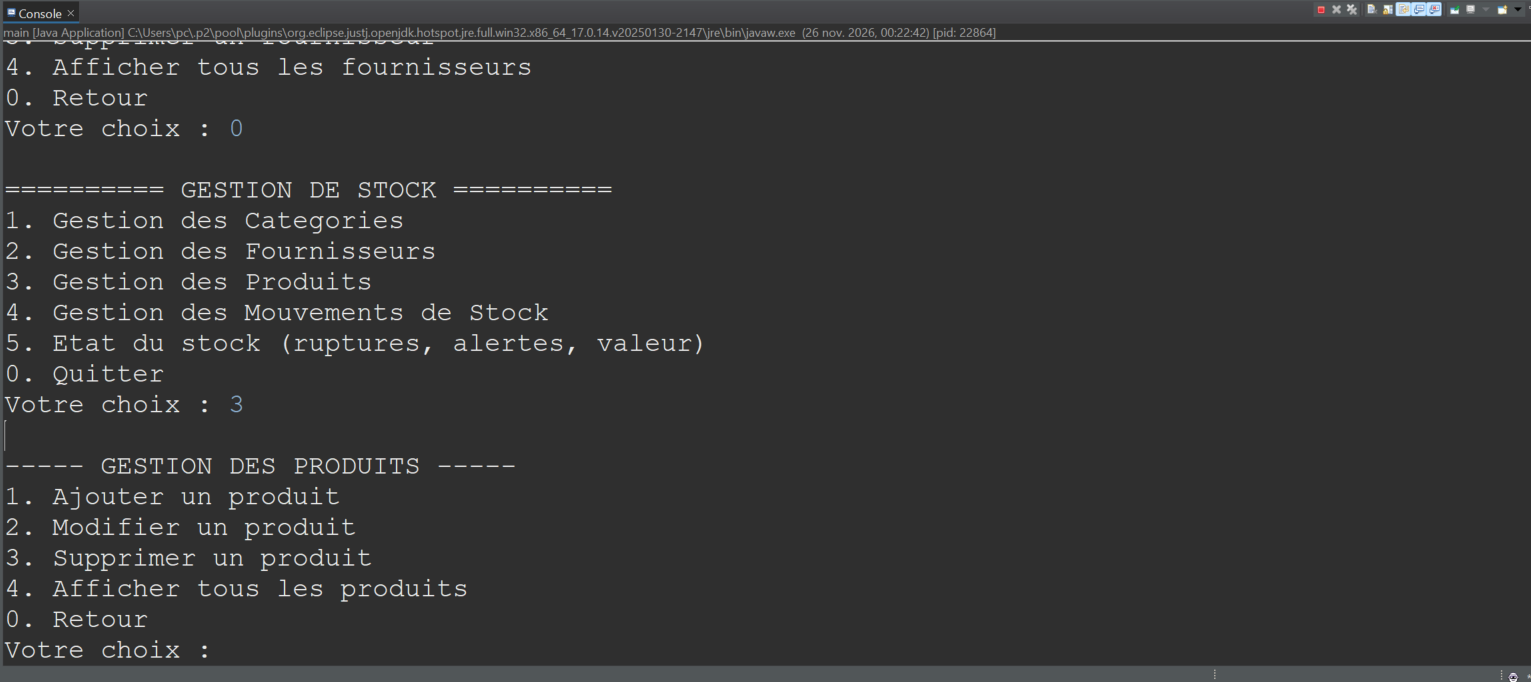 Console
main [Java Application] C:\Users\pc\.p2\pool\plugins\org.eclipse.justj.openjdk.hotspot.jre.full.win32.x86_64_17.0.14.v20250130-2147\jre\bin\javaw.exe (26 nov. 2026, 00:22:42) [pid: 22864]
3. Supprimer un fournisseur
4. Afficher tous les fournisseurs
0. Retour
Votre choix : 0
========== GESTION DE STOCK ==========
1. Gestion des Categories
2. Gestion des Fournisseurs
3. Gestion des Produits
4. Gestion des Mouvements de Stock
5. Etat du stock (ruptures, alertes, valeur)
0. Quitter
Votre choix : 3
----- GESTION DES PRODUITS -----
1. Ajouter un produit
2. Modifier un produit
3. Supprimer un produit
4. Afficher tous les produits
0. Retour
Votre choix :